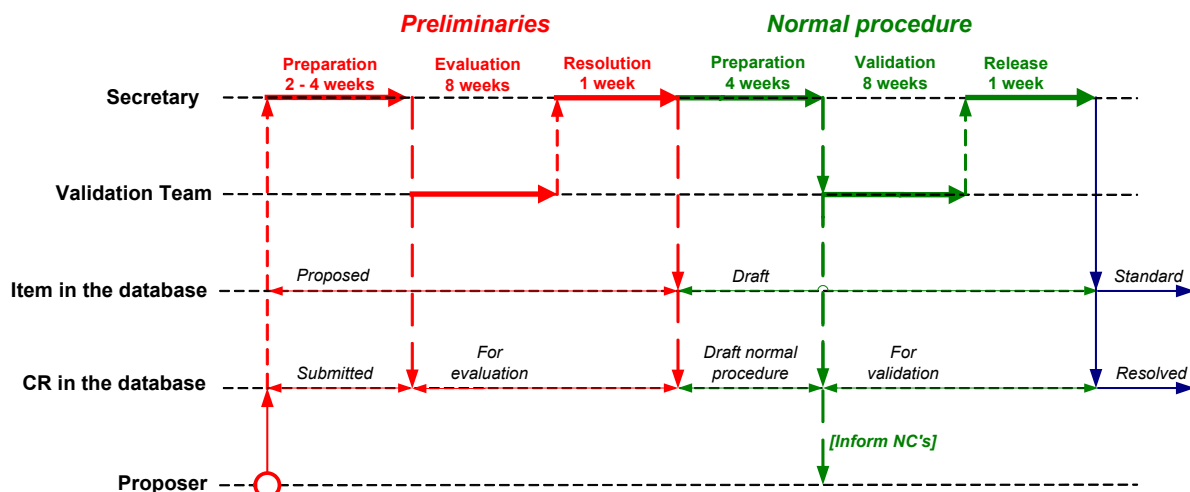 Preliminaries
Normal procedure
Preparation
2 - 4 weeks
Evaluation
8 weeks
Resolution
1 week
Preparation
4 weeks
Validation
8 weeks
Release
1 week
Secretary
Validation Team
Item in the database
Proposed
Draft
Standard
CR in the database
Submitted
For
evaluation
Draft normal
procedure
For
validation
Resolved
[Inform NC's]
Proposer